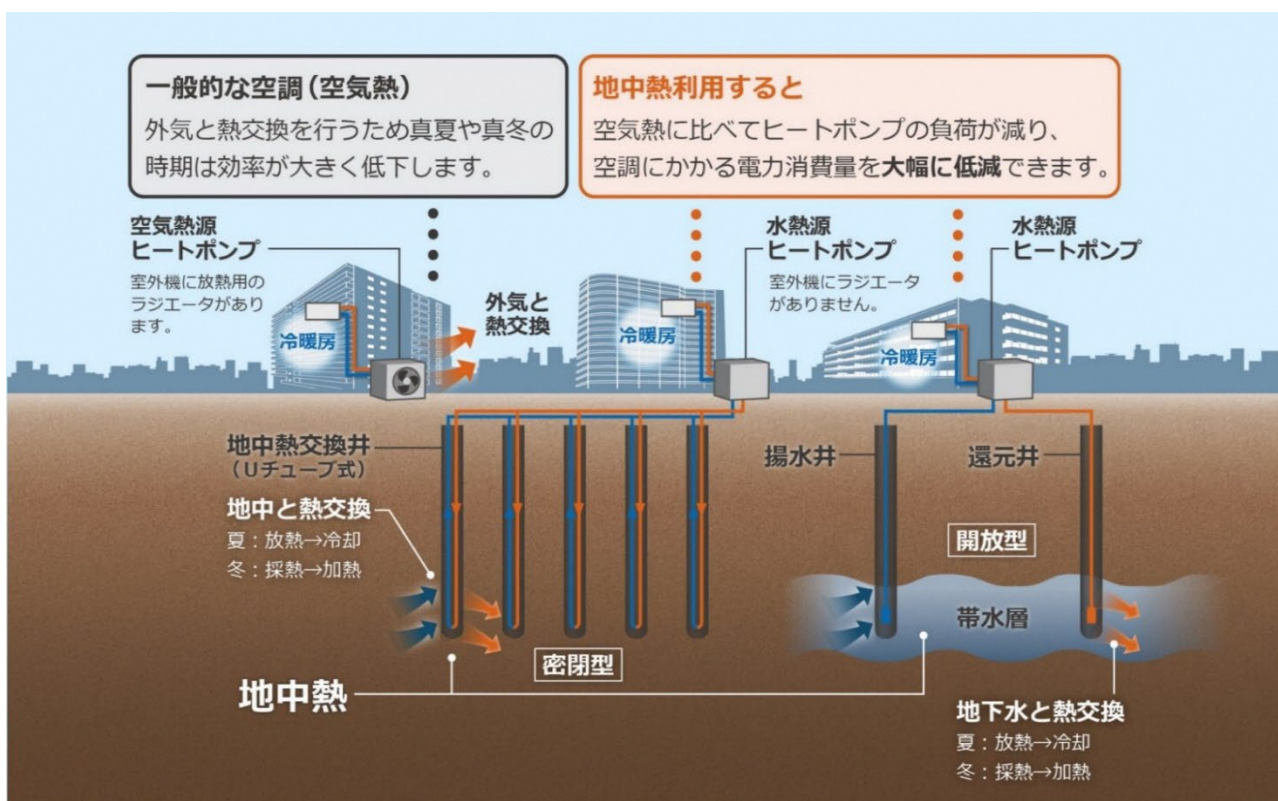 一般的な空調(空気熱)
外気と熱交換を行うため真夏や真冬の
時期は効率が大きく低下します。
地中熱利用すると
空気熱に比べてヒートポンプの負荷が減り、
空調にかかる電力消費量を大幅に低減できます。
空気熱源
ヒートポンプ
室外機に放熱用の
ラジエータがあり
ます。
冷暖房
外気と
熱交換
水熱源
ヒートポンプ
室外機にラジエータ
がありません。
冷暖房
水熱源
ヒートポンプ
冷暖房
地中熱交換井
(Uチューブ式)
地中と熱交換
夏:放熱→冷却
冬:採熱→加熱
密閉型
地中熱
揚水井
還元井
開放型
帯水層
地下水と熱交換
夏:放熱→冷却
冬:採熱→加熱